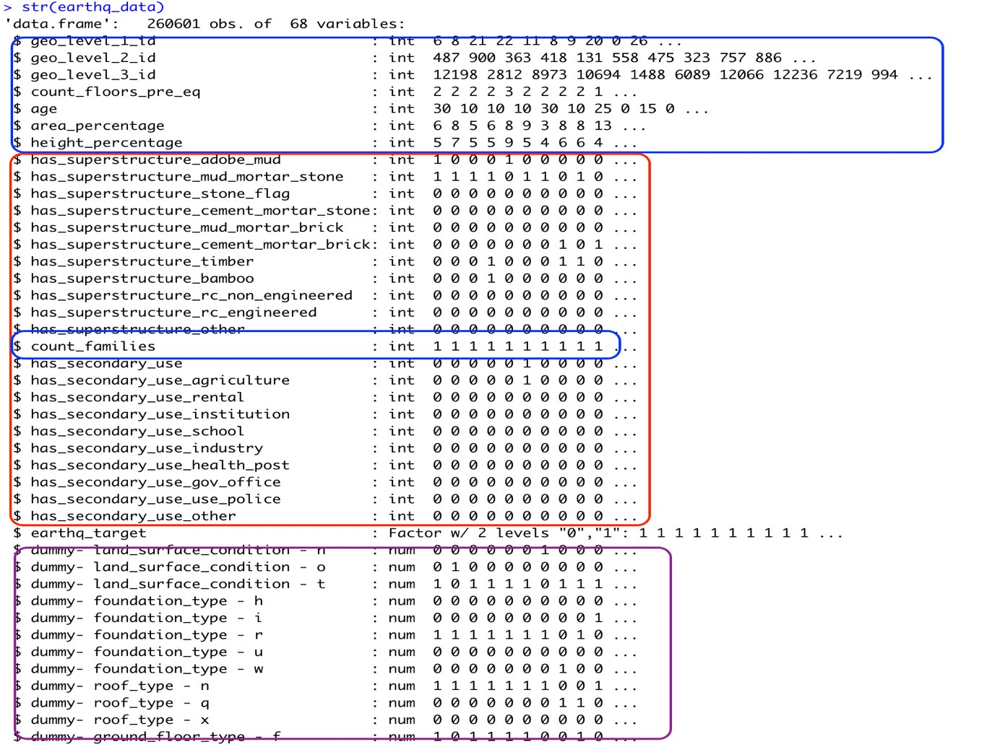 > str(earthq_data)
'data.frame':   260601 obs. of  68 variables:
$ geo_level_1_id                        : int  6 8 21 22 11 8 9 20 0 26 ...
$ geo_level_2_id                        : int  487 900 363 418 131 558 475 323 757 886 ...
$ geo_level_3_id                        : int  12198 2812 8973 10694 1488 6089 12066 12236 7219 994 ...
$ count_floors_pre_eq                   : int  2 2 2 2 3 2 2 2 2 1 ...
$ age                                   : int  30 10 10 10 30 10 25 0 15 0 ...
$ area_percentage                       : int  6 8 5 6 8 9 3 8 8 13 ...
$ height_percentage                     : int  5 7 5 5 9 5 4 6 6 4 ...
$ has_superstructure_adobe_mud          : int  1 0 0 0 1 0 0 0 0 0 ...
$ has_superstructure_mud_mortar_stone   : int  1 1 1 1 0 1 1 0 1 0 ...
$ has_superstructure_stone_flag         : int  0 0 0 0 0 0 0 0 0 0 ...
$ has_superstructure_cement_mortar_stone: int  0 0 0 0 0 0 0 0 0 0 ...
$ has_superstructure_mud_mortar_brick   : int  0 0 0 0 0 0 0 0 0 0 ...
$ has_superstructure_cement_mortar_brick: int  0 0 0 0 0 0 0 1 0 1 ...
$ has_superstructure_timber             : int  0 0 0 1 0 0 0 1 1 0 ...
$ has_superstructure_bamboo             : int  0 0 0 1 0 0 0 0 0 0 ...
$ has_superstructure_rc_non_engineered  : int  0 0 0 0 0 0 0 0 0 0 ...
$ has_superstructure_rc_engineered      : int  0 0 0 0 0 0 0 0 0 0 ...
$ has_superstructure_other              : int  0 0 0 0 0 0 0 0 0 0 ...
$ count_families                        : int  1 1 1 1 1 1 1 1 1 1 ...
$ has_secondary_use                     : int  0 0 0 0 0 1 0 0 0 0 ...
$ has_secondary_use_agriculture         : int  0 0 0 0 0 1 0 0 0 0 ...
$ has_secondary_use_rental              : int  0 0 0 0 0 0 0 0 0 0 ...
$ has_secondary_use_institution         : int  0 0 0 0 0 0 0 0 0 0 ...
$ has_secondary_use_school              : int  0 0 0 0 0 0 0 0 0 0 ...
$ has_secondary_use_industry            : int  0 0 0 0 0 0 0 0 0 0 ...
$ has_secondary_use_health_post         : int  0 0 0 0 0 0 0 0 0 0 ...
$ has_secondary_use_gov_office          : int  0 0 0 0 0 0 0 0 0 0 ...
$ has_secondary_use_use_police          : int  0 0 0 0 0 0 0 0 0 0 ...
$ has_secondary_use_other               : int  0 0 0 0 0 0 0 0 0 0 ...
$ earthq_target                         : Factor w/ 2 levels "0","1": 1 1 1 1 1 1 1 1 1 1 ...
$ dummy- land_surface_condition - n     : num  0 0 0 0 0 0 1 0 0 0 ...
$ dummy- land_surface_condition - o     : num  0 1 0 0 0 0 0 0 0 0 ...
$ dummy- land_surface_condition - t     : num  1 0 1 1 1 1 0 1 1 1 ...
$ dummy- foundation_type - h            : num  0 0 0 0 0 0 0 0 0 0 ...
$ dummy- foundation_type - i            : num  0 0 0 0 0 0 0 0 0 1 ...
$ dummy- foundation_type - r            : num  1 1 1 1 1 1 1 0 1 0 ...
$ dummy- foundation_type - u            : num  0 0 0 0 0 0 0 0 0 0 ...
$ dummy- foundation_type - w            : num  0 0 0 0 0 0 0 1 0 0 ...
$ dummy- roof_type - n                  : num  1 1 1 1 1 1 1 0 0 1 ...
$ dummy- roof_type - q                  : num  0 0 0 0 0 0 0 1 1 0 ...
$ dummy- roof_type - x                  : num  0 0 0 0 0 0 0 0 0 0 ...
$ dummy- ground_floor_type - f          : num  1 0 1 1 1 1 0 0 1 0 ...